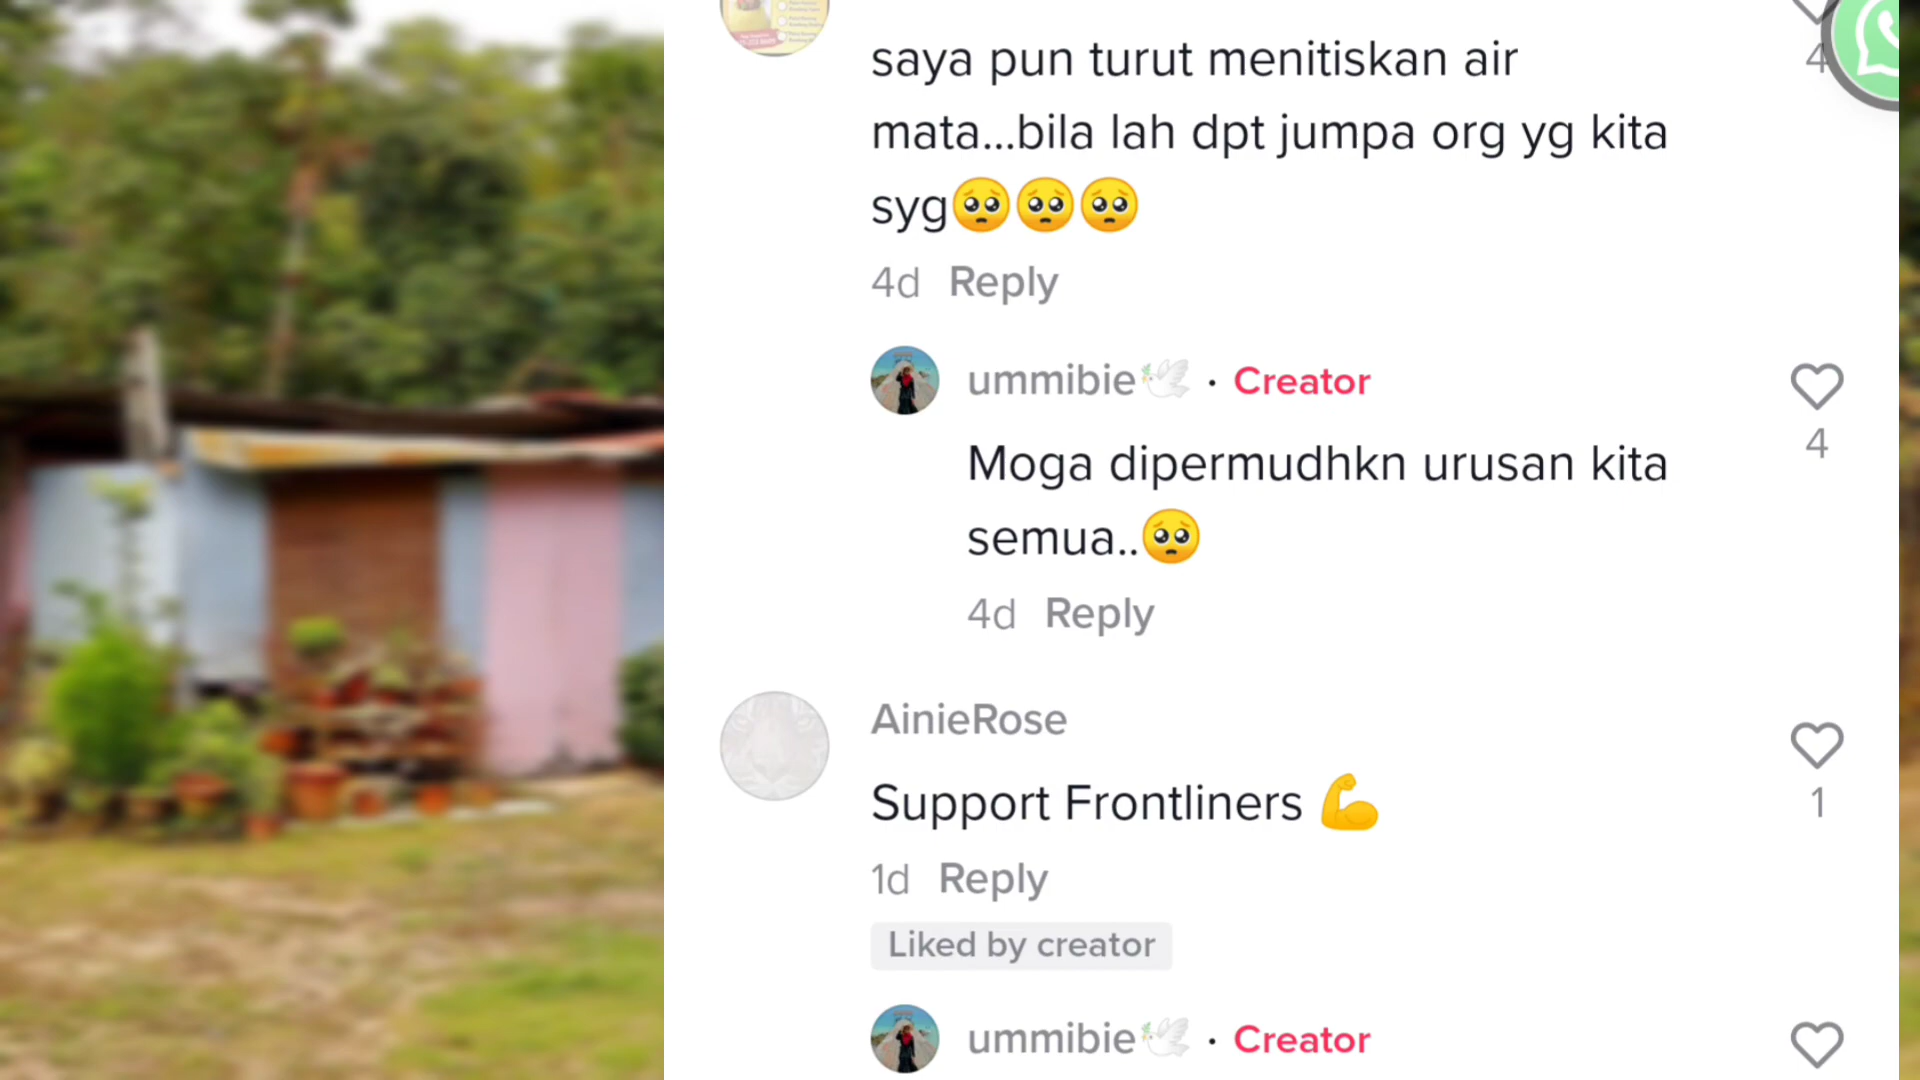 saya pun turut menitiskan air
4
mata...bila lah dpt jumpa org yg kita
syg🥺🥺🥺
4d Reply
ummibie🕊️ · Creator
Moga dipermudhkn urusan kita
4
semua..🥺
4d Reply
AinieRose
Support Frontliners 💪
1
1d Reply
Liked by creator
ummibie🕊️ · Creator